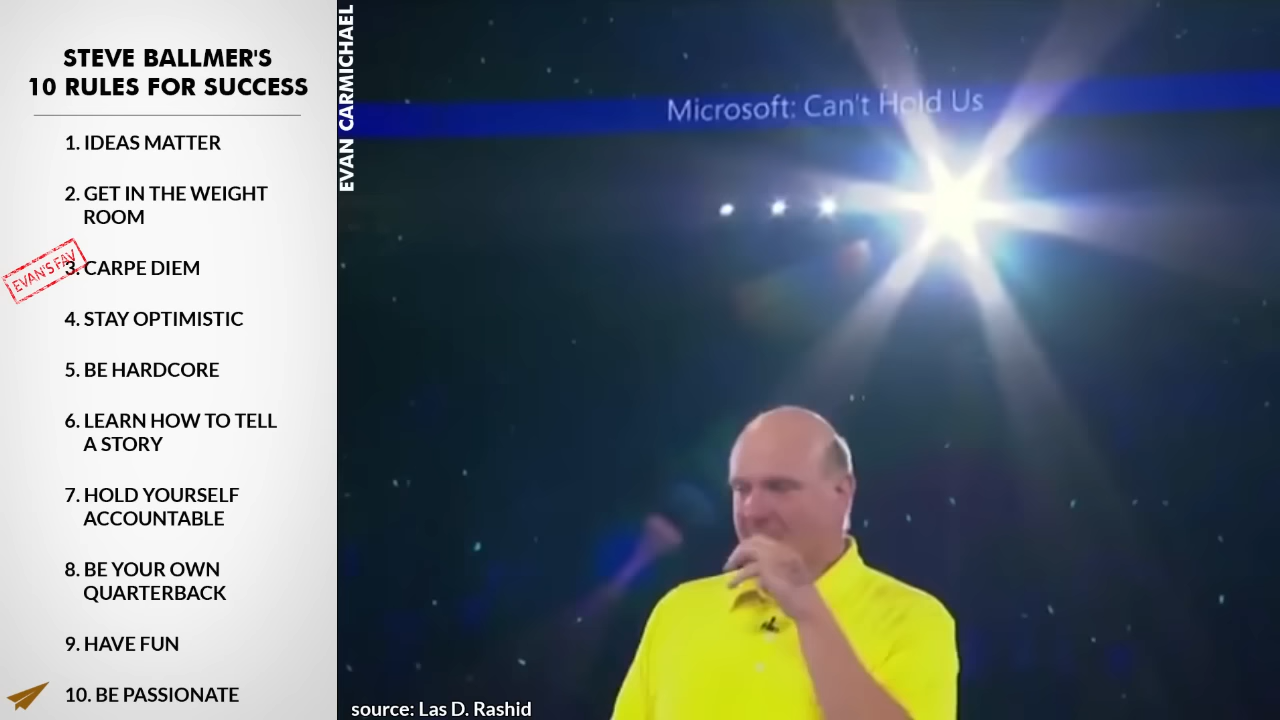 STEVE BALLMER'S
10 RULES FOR SUCCESS
1. IDEAS MATTER
2. GET IN THE WEIGHT
ROOM
EVAN'S FAV
3. CARPE DIEM
4. STAY OPTIMISTIC
5. BE HARDCORE
6. LEARN HOW TO TELL
A STORY
7. HOLD YOURSELF
ACCOUNTABLE
8. BE YOUR OWN
QUARTERBACK
9. HAVE FUN
10. BE PASSIONATE
EVAN CARMICHAEL
Microsoft: Can't Hold Us
source: Las D. Rashid